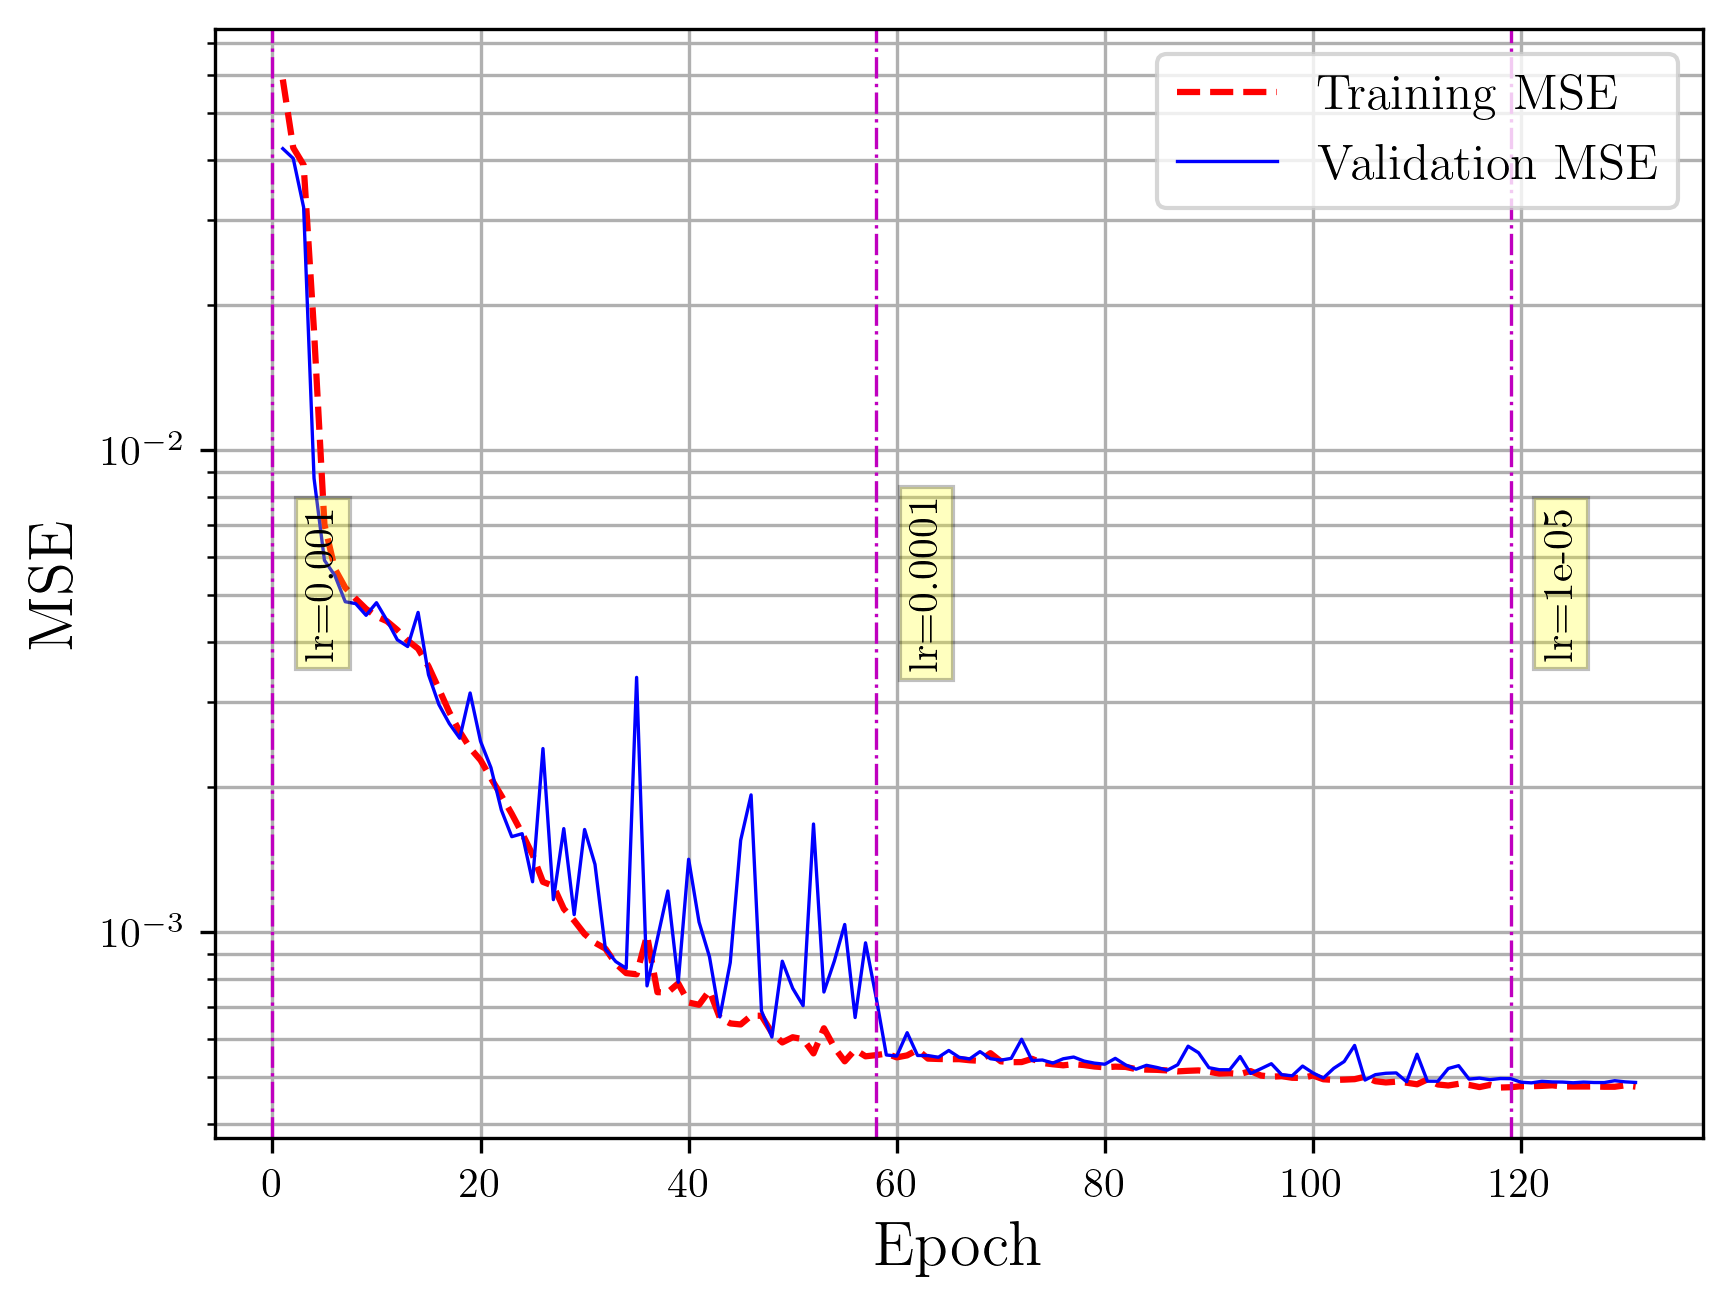 Training MSE
Validation MSE
MSE
10⁻²
10⁻³
lr=0.001
lr=0.0001
lr=1e-05
0 20 40 60 80 100 120
Epoch